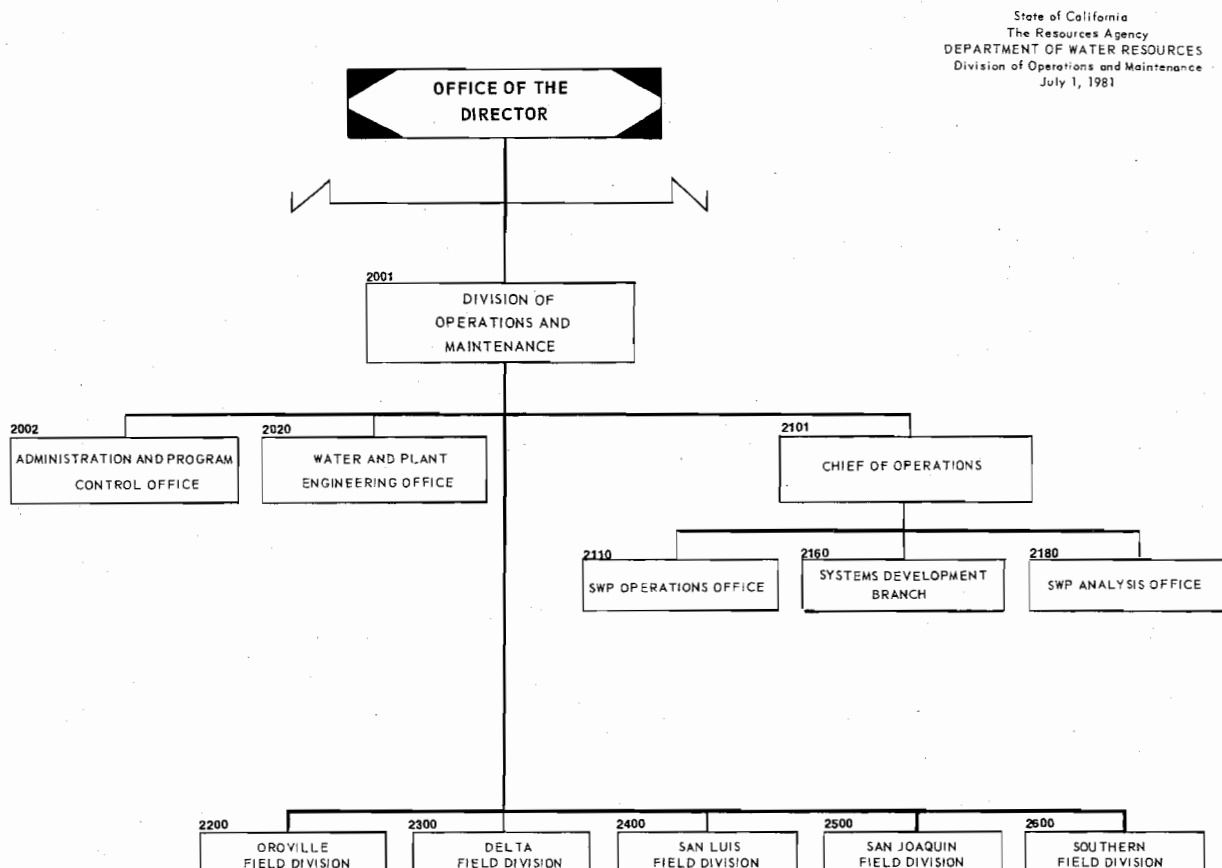 State of California
The Resources Agency
DEPARTMENT OF WATER RESOURCES
Division of Operations and Maintenance
July 1, 1981
OFFICE OF THE
DIRECTOR
2001
DIVISION OF
OPERATIONS AND
MAINTENANCE
2002
ADMINISTRATION AND PROGRAM
CONTROL OFFICE
2020
WATER AND PLANT
ENGINEERING OFFICE
2101
CHIEF OF OPERATIONS
2110
SWP OPERATIONS OFFICE
2160
SYSTEMS DEVELOPMENT
BRANCH
2180
SWP ANALYSIS OFFICE
2200
OROVILLE
FIELD DIVISION
2300
DELTA
FIELD DIVISION
2400
SAN LUIS
FIELD DIVISION
2500
SAN JOAQUIN
FIELD DIVISION
2600
SOUTHERN
FIELD DIVISION